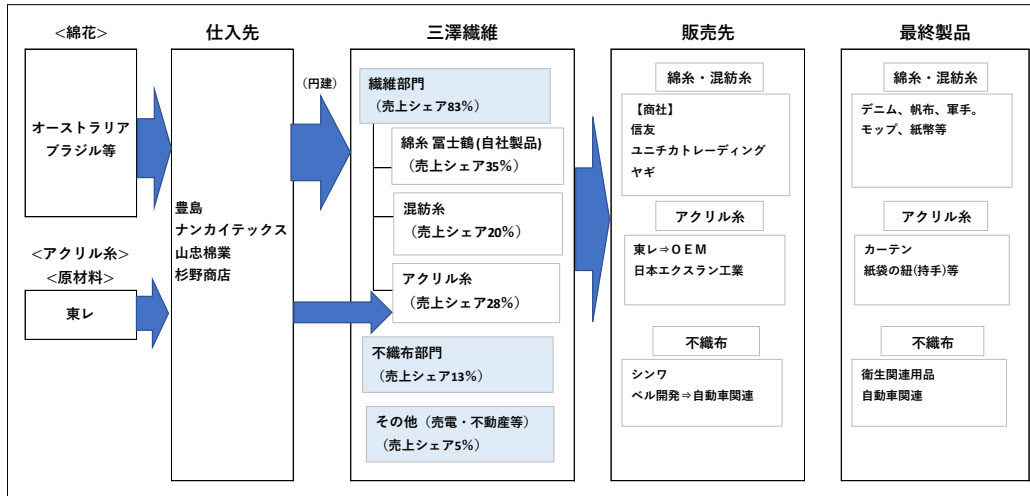 <綿花>
オーストラリア
ブラジル等
<アクリル糸>
<原材料>
東レ
仕入先
豊島
ナンカイテックス
山忠棉業
杉野商店
(円建)
三澤繊維
繊維部門
(売上シェア83%)
綿糸 冨士鶴(自社製品)
(売上シェア35%)
混紡糸
(売上シェア20%)
アクリル糸
(売上シェア28%)
不織布部門
(売上シェア13%)
その他(売電・不動産等)
(売上シェア5%)
販売先
綿糸・混紡糸
【商社】
信友
ユニチカトレーディング
ヤギ
アクリル糸
東レ⇒OEM
日本エクスラン工業
不織布
シンワ
ベル開発⇒自動車関連
最終製品
綿糸・混紡糸
デニム、帆布、軍手。
モップ、紙幣等
アクリル糸
カーテン
紙袋の紐(持手)等
不織布
衛生関連用品
自動車関連